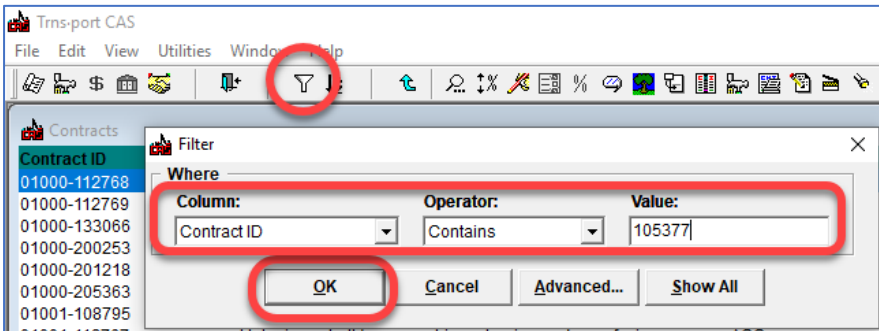 Trns·port CAS
File Edit View Utilities Window Help
$ %
Contracts
Contract ID
01000-112768
01000-112769
01000-133066
01000-200253
01000-201218
01000-205363
01001-108795
Filter
Where
Column: Operator: Value:
Contract ID Contains 105377
OK Cancel Advanced... Show All